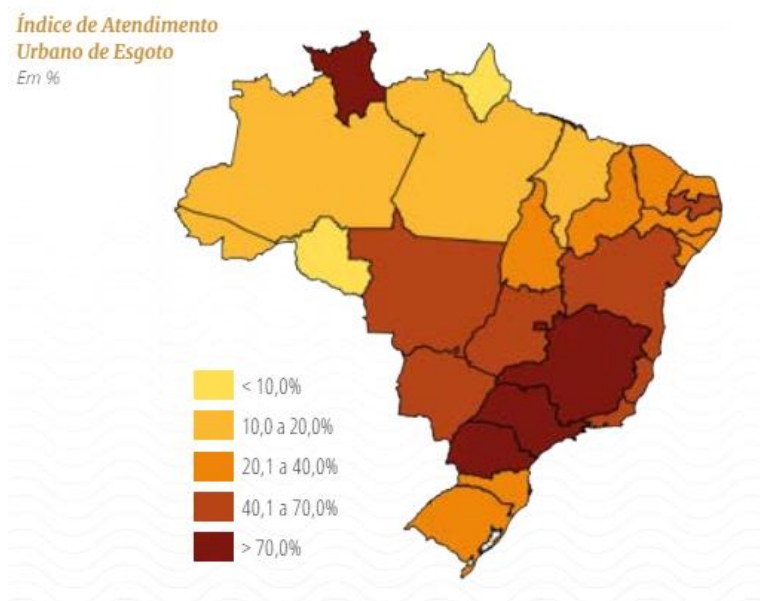 Índice de Atendimento
Urbano de Esgoto
Em %
< 10,0%
10,0 a 20,0%
20,1 a 40,0%
40,1 a 70,0%
> 70,0%